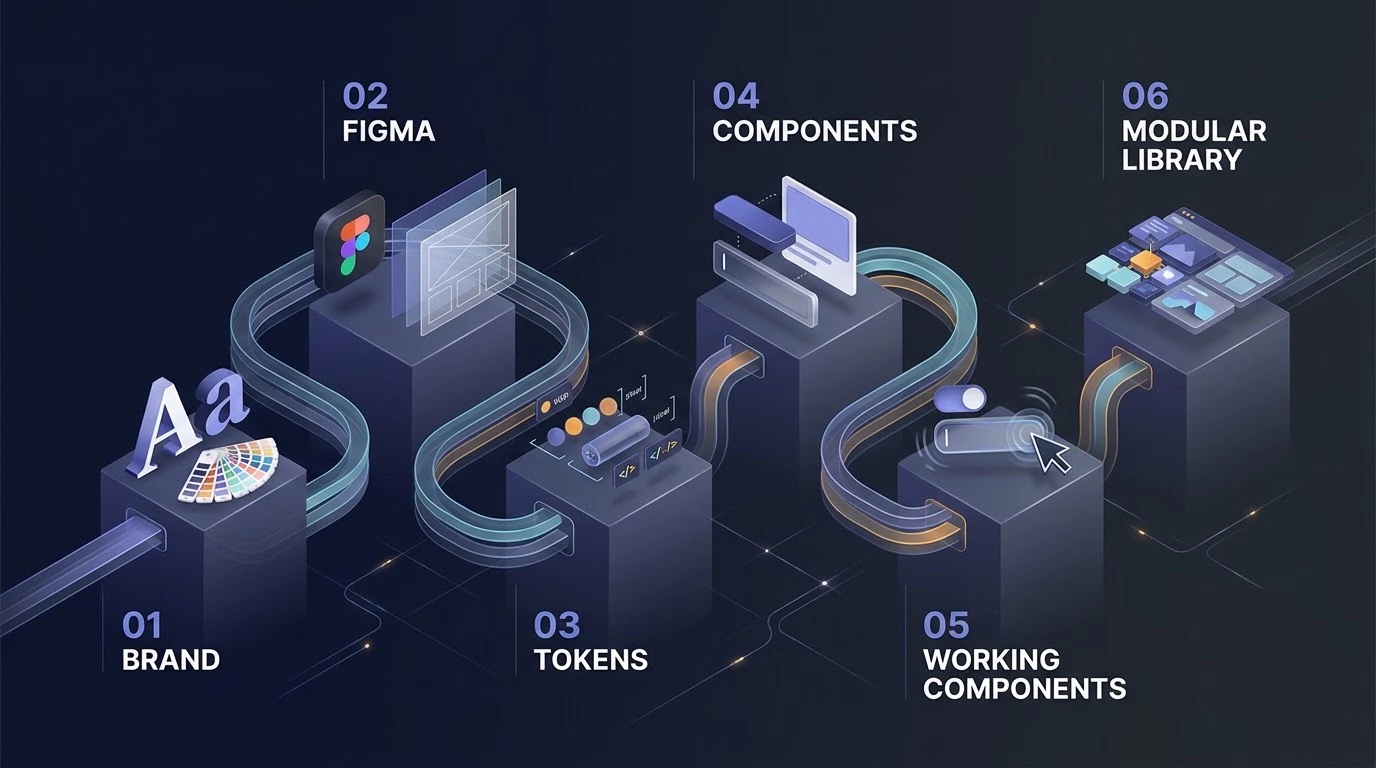 01
BRAND
Aa
02
FIGMA
03
TOKENS
</>
</../>
04
COMPONENTS
05
WORKING
COMPONENTS
06
MODULAR
LIBRARY